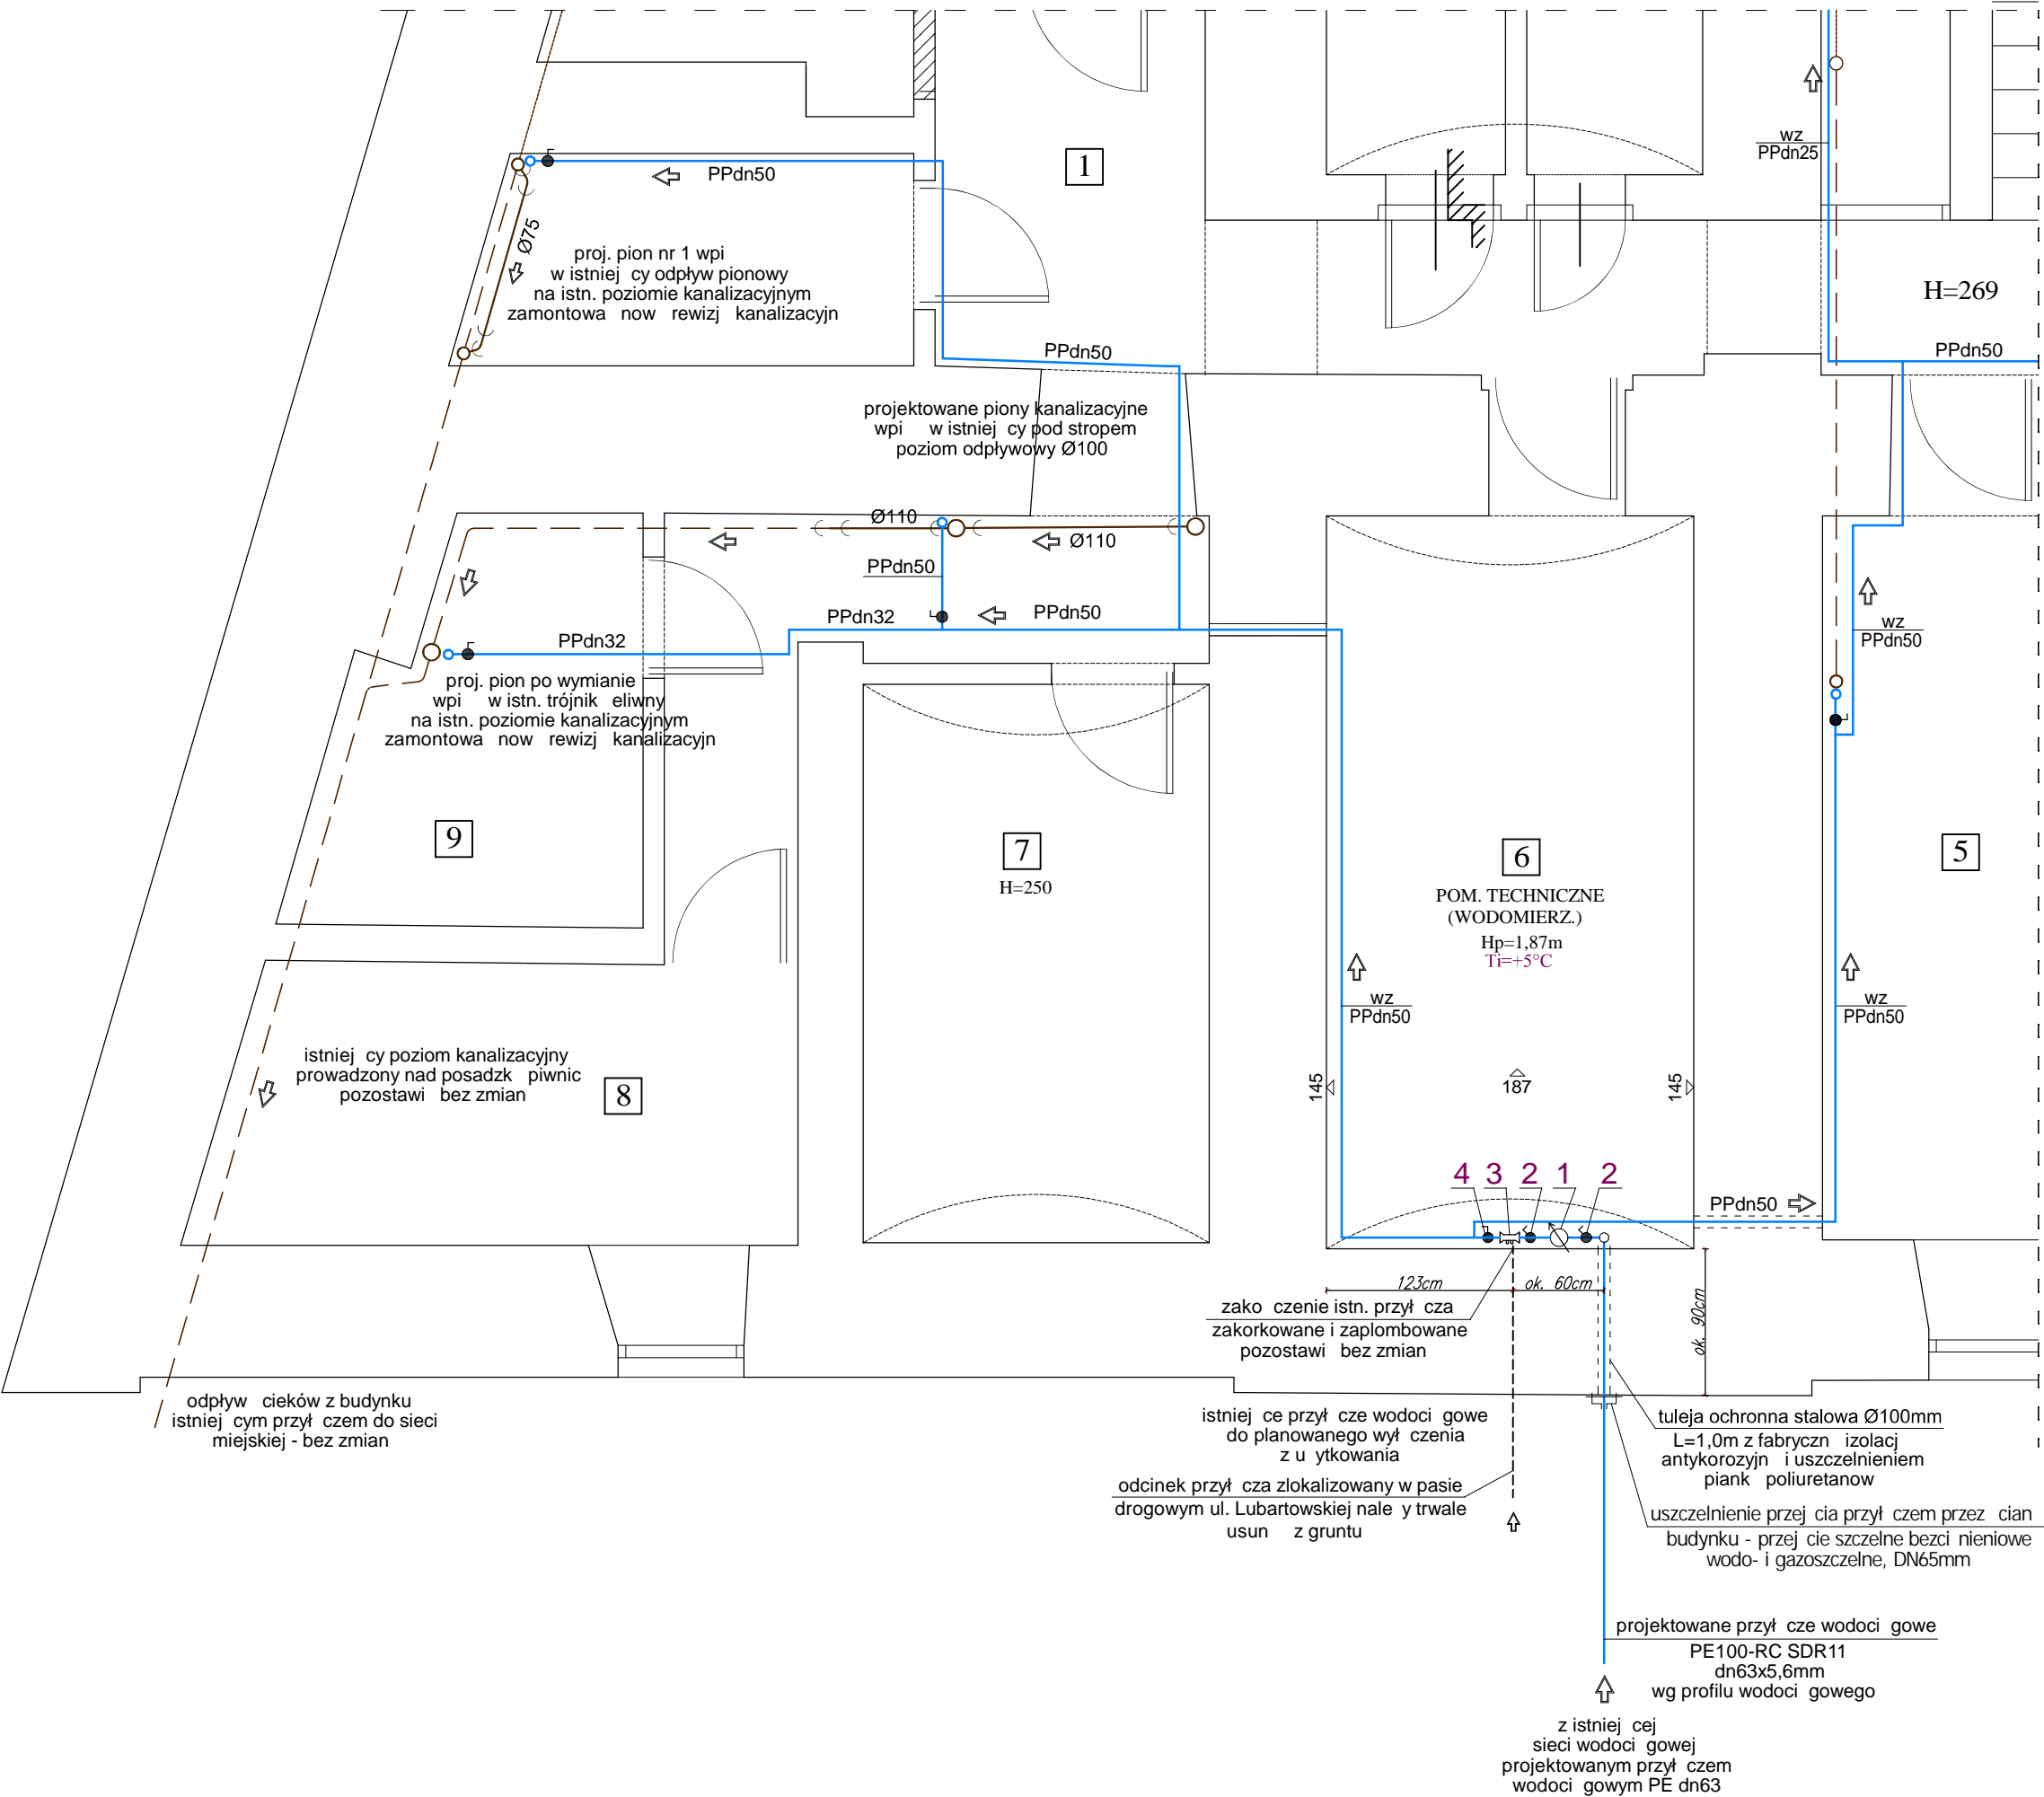 1
wz
PPdn25
PPdn50
Ø75
proj. pion nr 1 wpi
w istniej cy odpływ pionowy
na istn. poziomie kanalizacyjnym
zamontowa now rewizj kanalizacyjn
H=269
PPdn50
PPdn50
projektowane piony kanalizacyjne
wpi w istniej cy pod stropem
poziom odpływowy Ø100
Ø110
Ø110
PPdn50
PPdn32
PPdn50
PPdn32
wz
PPdn50
proj. pion po wymianie
wpi w istn. trójnik eliwny
na istn. poziomie kanalizacyjnym
zamontowa now rewizj kanalizacyjn
9
7
H=250
6
POM. TECHNICZNE
(WODOMIERZ.)
Hp=1,87m
Ti=+5°C
5
wz
PPdn50
wz
PPdn50
istniej cy poziom kanalizacyjny
prowadzony nad posadzk piwnic
pozostawi bez zmian
8
145
187
145
4 3 2 1 2
PPdn50
123cm
ok. 60cm
ok. 90cm
zako czenie istn. przył cza
zakorkowane i zaplombowane
pozostawi bez zmian
odpływ cieków z budynku
istniej cym przył czem do sieci
miejskiej - bez zmian
istniej ce przył cze wodoci gowe
do planowanego wył czenia
z u ytkowania
odcinek przył cza zlokalizowany w pasie
drogowym ul. Lubartowskiej nale y trwale
usun z gruntu
tuleja ochronna stalowa Ø100mm
L=1,0m z fabryczn izolacj
antykorozyjn i uszczelnieniem
piank poliuretanow
uszczelnienie przej cia przył czem przez cian
budynku - przej cie szczelne bezci nieniowe
wodo- i gazoszczelne, DN65mm
projektowane przył cze wodoci gowe
PE100-RC SDR11
dn63x5,6mm
wg profilu wodoci gowego
z istniej cej
sieci wodoci gowej
projektowanym przył czem
wodoci gowym PE dn63